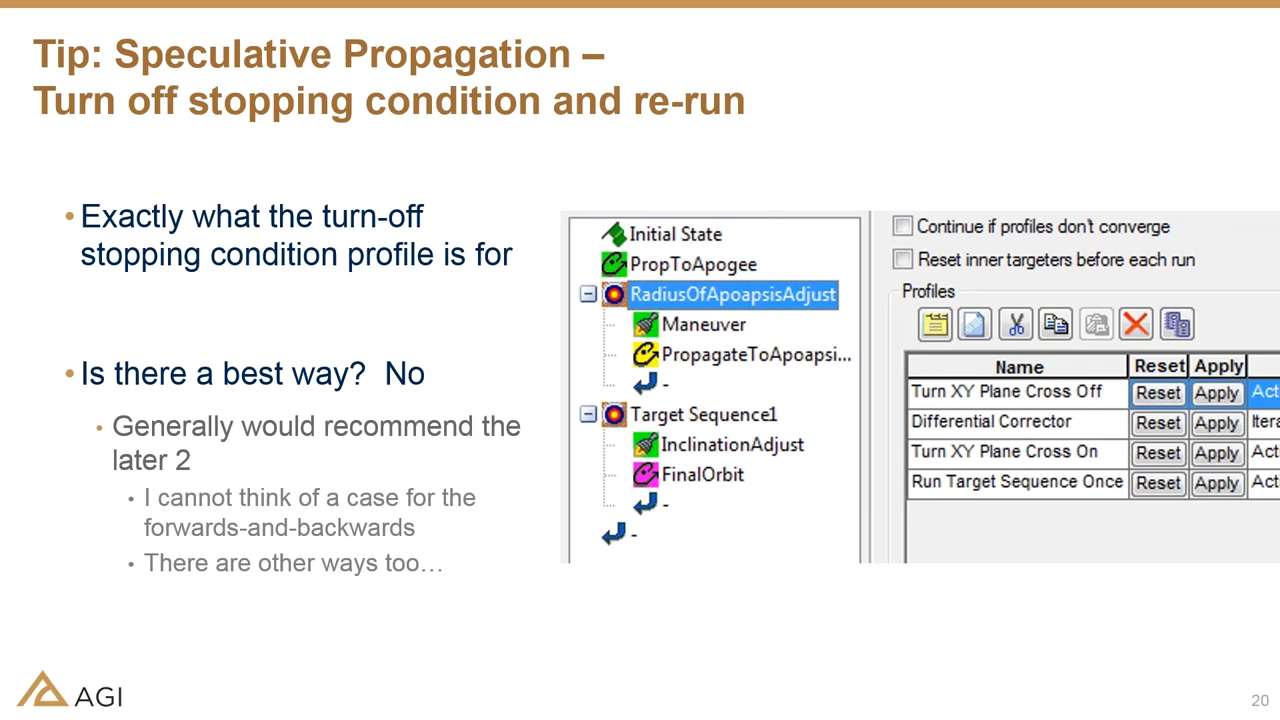 Tip: Speculative Propagation –
Turn off stopping condition and re-run
• Exactly what the turn-off
stopping condition profile is for
• Is there a best way? No
• Generally would recommend the
later 2
• I cannot think of a case for the
forwards-and-backwards
• There are other ways too…
Initial State
PropToApogee
RadiusOfApoapsisAdjust
Maneuver
PropagateToApoapsi...
-
Target Sequence1
InclinationAdjust
FinalOrbit
-
-
Continue if profiles don't converge
Reset inner targeters before each run
Profiles
Name Reset Apply
Turn XY Plane Cross Off Reset Apply Acti
Differential Corrector Reset Apply Itera
Turn XY Plane Cross On Reset Apply Acti
Run Target Sequence Once Reset Apply Acti
AGI
20